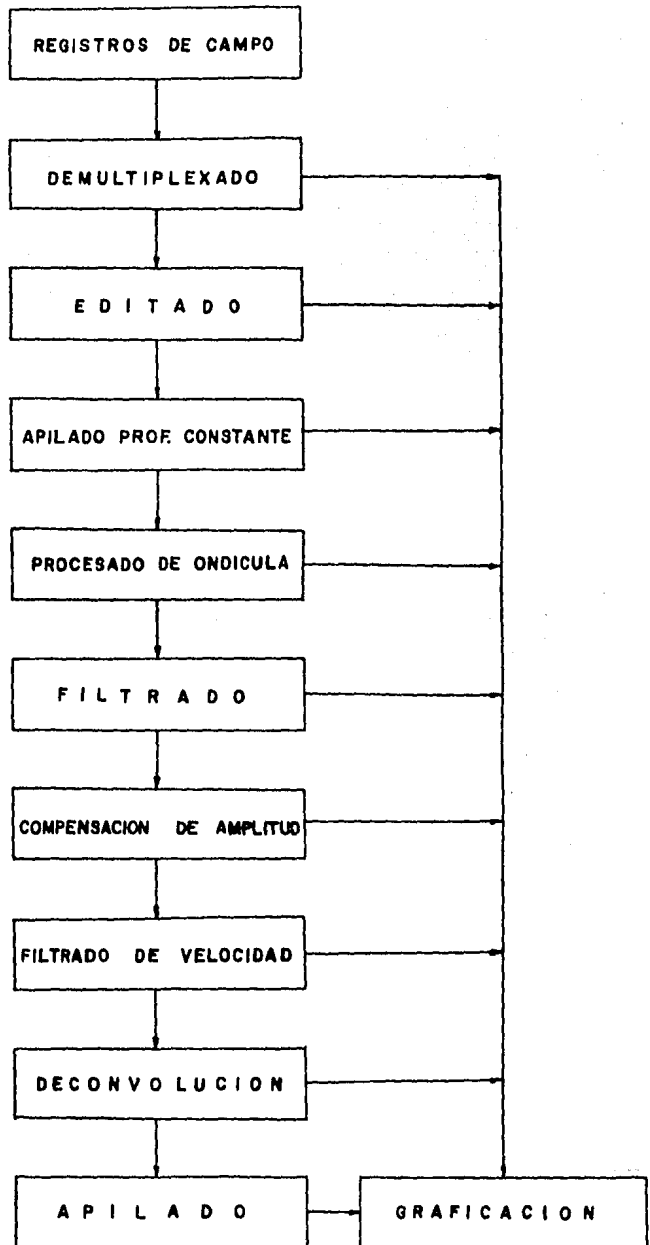 REGISTROS DE CAMPO
DEMULTIPLEXADO
EDITADO
APILADO PROF. CONSTANTE
PROCESADO DE ONDICULA
FILTRADO
COMPENSACION DE AMPLITUD
FILTRADO DE VELOCIDAD
DECONVOLUCION
APILADO
GRAFICACION